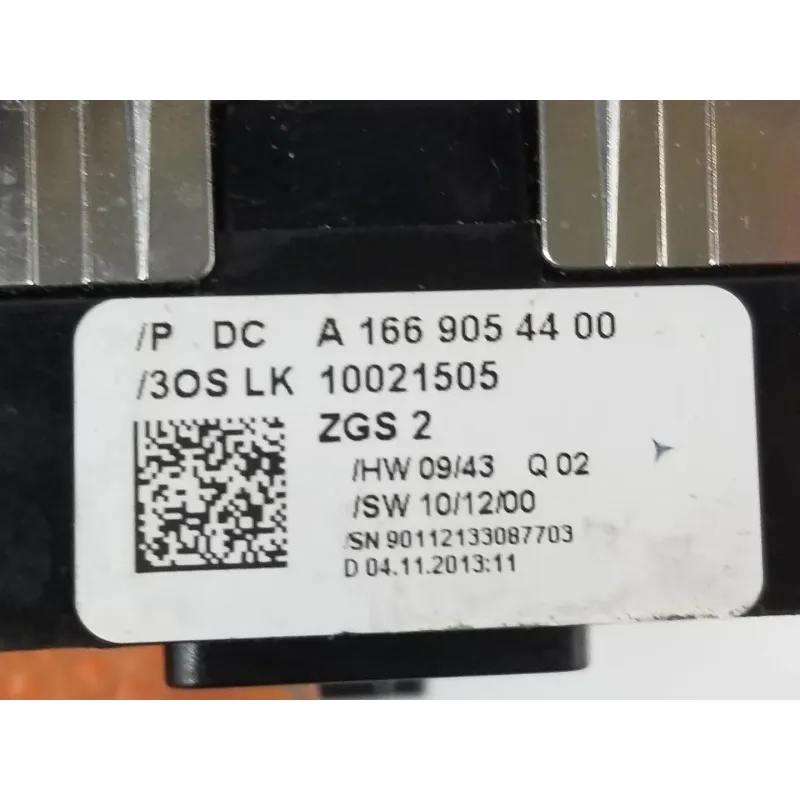 /P DC A 166 905 44 00
/3OS LK 10021505
ZGS 2
/HW 09/43 Q 02
/SW 10/12/00
/SN 90112133087703
D 04.11.2013:11